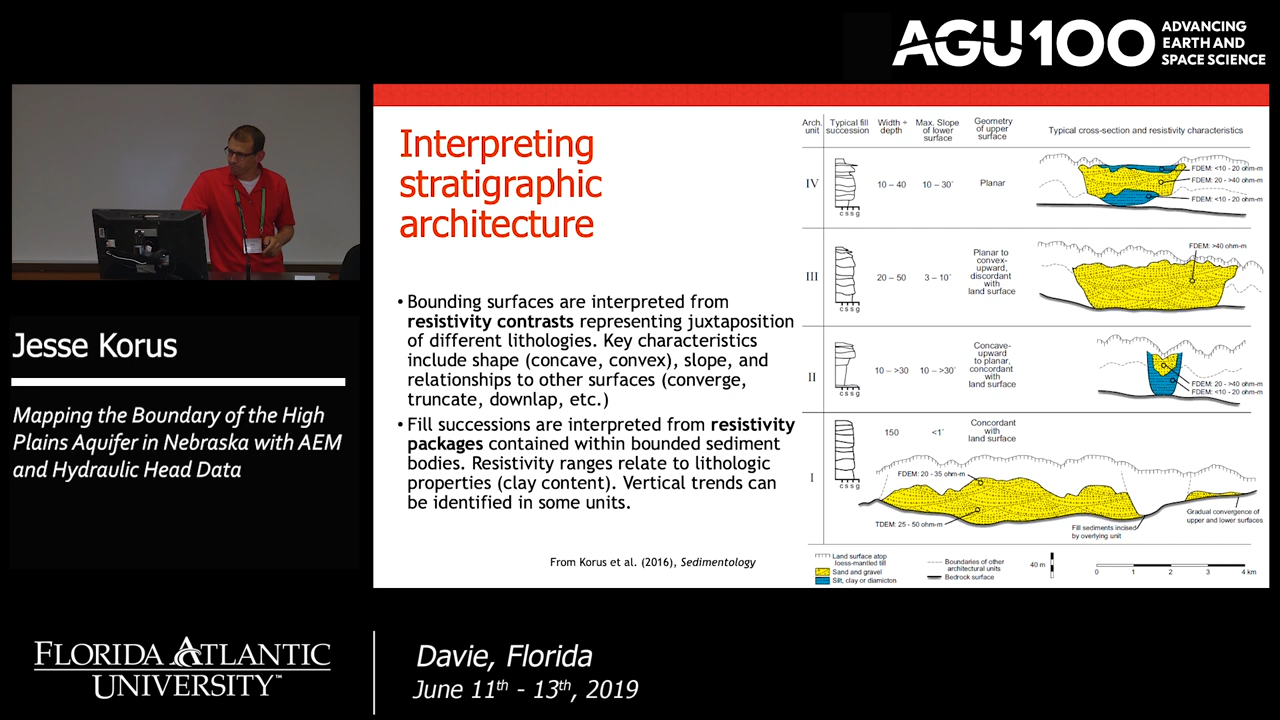 AGU100
ADVANCING
EARTH AND
SPACE SCIENCE
Jesse Korus
Mapping the Boundary of the High
Plains Aquifer in Nebraska with AEM
and Hydraulic Head Data
Interpreting
stratigraphic
architecture
• Bounding surfaces are interpreted from
resistivity contrasts representing juxtaposition
of different lithologies. Key characteristics
include shape (concave, convex), slope, and
relationships to other surfaces (converge,
truncate, downlap, etc.)
• Fill successions are interpreted from resistivity
packages contained within bounded sediment
bodies. Resistivity ranges relate to lithologic
properties (clay content). Vertical trends can
be identified in some units.
From Korus et al. (2016), Sedimentology
Arch. unit
Typical fill succession
Width ÷ depth
Max. Slope of lower surface
Geometry of upper surface
Typical cross-section and resistivity characteristics
IV
c s s g
10 – 40
10 – 30°
Planar
FDEM: <10 - 20 ohm-m
FDEM: 20 - >40 ohm-m
FDEM: <10 - 20 ohm-m
III
c s s g
20 – 50
3 – 10°
Planar to
convex-
upward,
discordant
with
land surface
FDEM: >40 ohm-m
II
c s s g
10 – >30
10 – >30°
Concave-
upward
to planar,
concordant
with
land surface
FDEM: 20 - >40 ohm-m
FDEM: <10 - 20 ohm-m
I
c s s g
150
<1°
Concordant
with
land surface
FDEM: 20 - 35 ohm-m
TDEM: 25 - 50 ohm-m
Fill sediments incised
by overlying unit
Gradual convergence of
upper and lower surfaces
Land surface atop
loess-mantled till
Sand and gravel
Silt, clay or diamicton
Boundaries of other
architectural units
Bedrock surface
40 m
0 1 2 3 4 km
FLORIDA ATLANTIC
UNIVERSITY™
Davie, Florida
June 11th - 13th, 2019